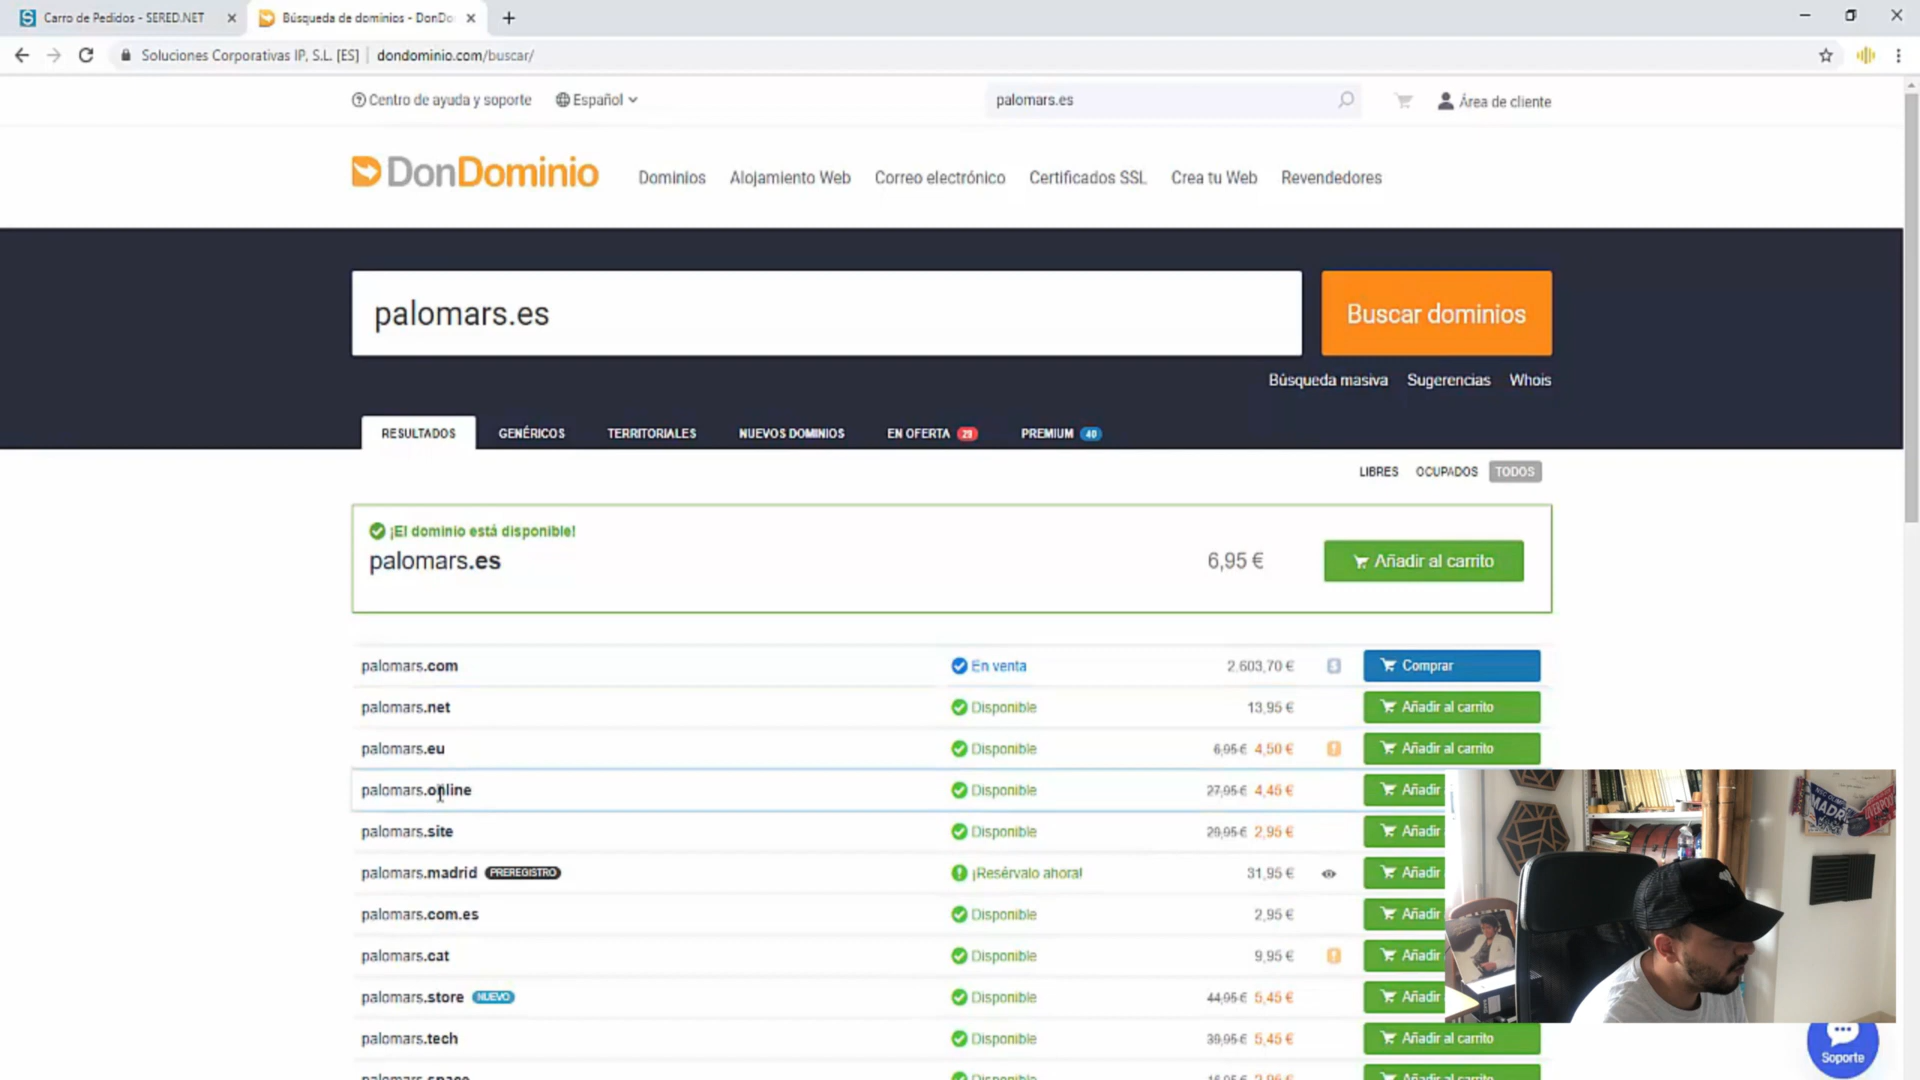 Carro de Pedidos - SERED.NET
Búsqueda de dominios - DonDo
Soluciones Corporativas IP, S.L. [ES] | dondominio.com/buscar/
Centro de ayuda y soporte Español palomars.es Área de cliente
DonDominio Dominios Alojamiento Web Correo electrónico Certificados SSL Crea tu Web Revendedores
palomars.es Buscar dominios
Búsqueda masiva Sugerencias Whois
RESULTADOS GENÉRICOS TERRITORIALES NUEVOS DOMINIOS EN OFERTA 29 PREMIUM 40
LIBRES OCUPADOS TODOS
¡El dominio está disponible!
palomars.es 6,95 € Añadir al carrito
palomars.com En venta 2.603,70 € Comprar
palomars.net Disponible 13,95 € Añadir al carrito
palomars.eu Disponible 6,95 € 4,50 € Añadir al carrito
palomars.online Disponible 27,95 € 4,45 € Añadir
palomars.site Disponible 29,95 € 2,95 € Añadir
palomars.madrid PREREGISTRO ¡Resérvalo ahora! 31,95 € Añadir
palomars.com.es Disponible 2,95 € Añadir
palomars.cat Disponible 9,95 € Añadir
palomars.store NUEVO Disponible 44,95 € 5,45 € Añadir
palomars.tech Disponible 39,95 € 5,45 € Añadir al carrito
palomars.space Disponible Añadir al carrito
MADRID
LIVERPOOL
Soporte